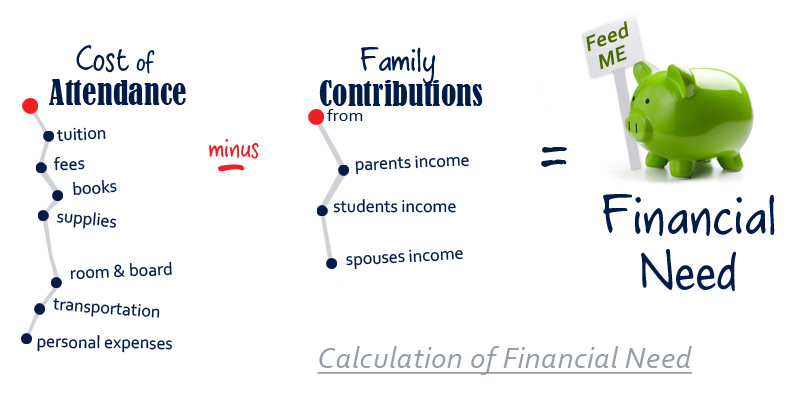 Cost of
Attendance
tuition
fees
books
supplies
room & board
transportation
personal expenses
minus
Family
Contributions
from
parents income
students income
spouses income
=
Feed
ME
Financial
Need
Calculation of Financial Need